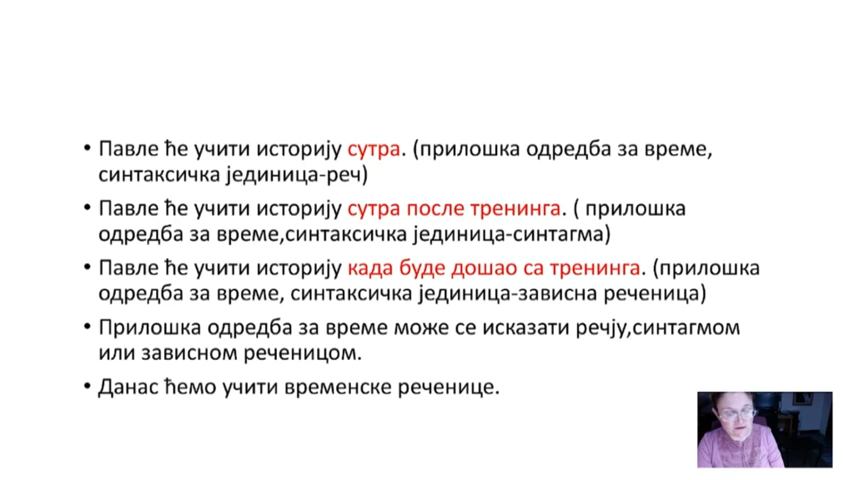 • Павле ће учити историју сутра. (прилошка одредба за време,
синтаксичка јединица-реч)
• Павле ће учити историју сутра после тренинга. ( прилошка
одредба за време,синтаксичка јединица-синтагма)
• Павле ће учити историју када буде дошао са тренинга. (прилошка
одредба за време, синтаксичка јединица-зависна реченица)
• Прилошка одредба за време може се исказати речју,синтагмом
или зависном реченицом.
• Данас ћемо учити временске реченице.